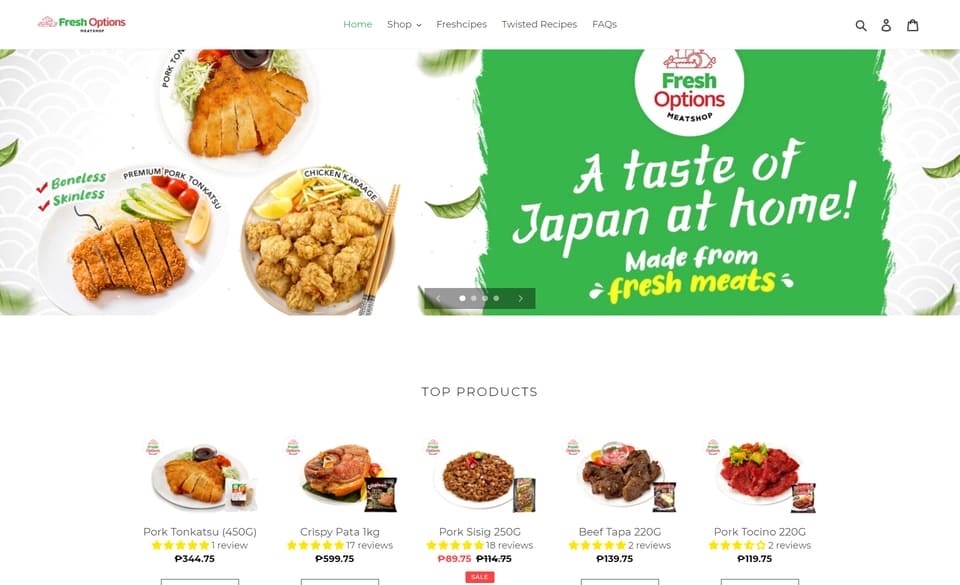 Fresh Options
MEATSHOP
Home
Shop
Freshcipes
Twisted Recipes
FAQs
PORK TONK
Boneless
Skinless
PREMIUM PORK TONKATSU
CHICKEN KARAAGE
Fresh
Options
MEATSHOP
A taste of
Japan at home!
Made from
fresh meats
TOP PRODUCTS
Pork Tonkatsu (450G)
1 review
₱344.75
Crispy Pata 1kg
17 reviews
₱599.75
Pork Sisig 250G
18 reviews
₱89.75 ₱114.75
SALE
Beef Tapa 220G
2 reviews
₱139.75
Pork Tocino 220G
2 reviews
₱119.75